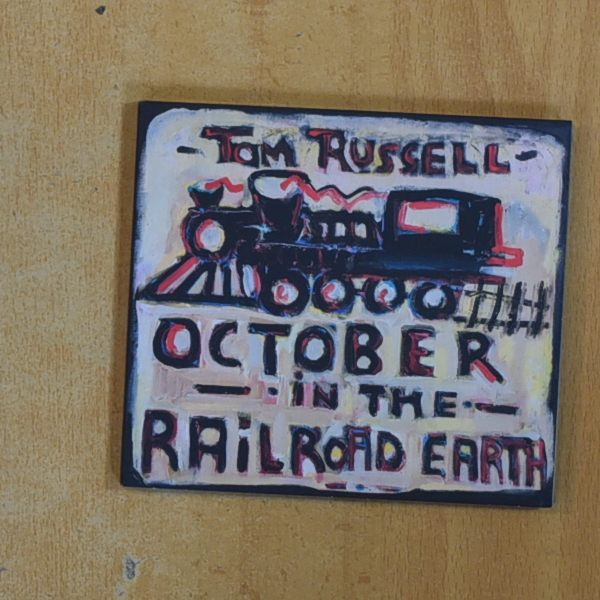 - Tom RUSSELL -
OCTOBER
- · iN THE · -
RAiLROAD EARTH